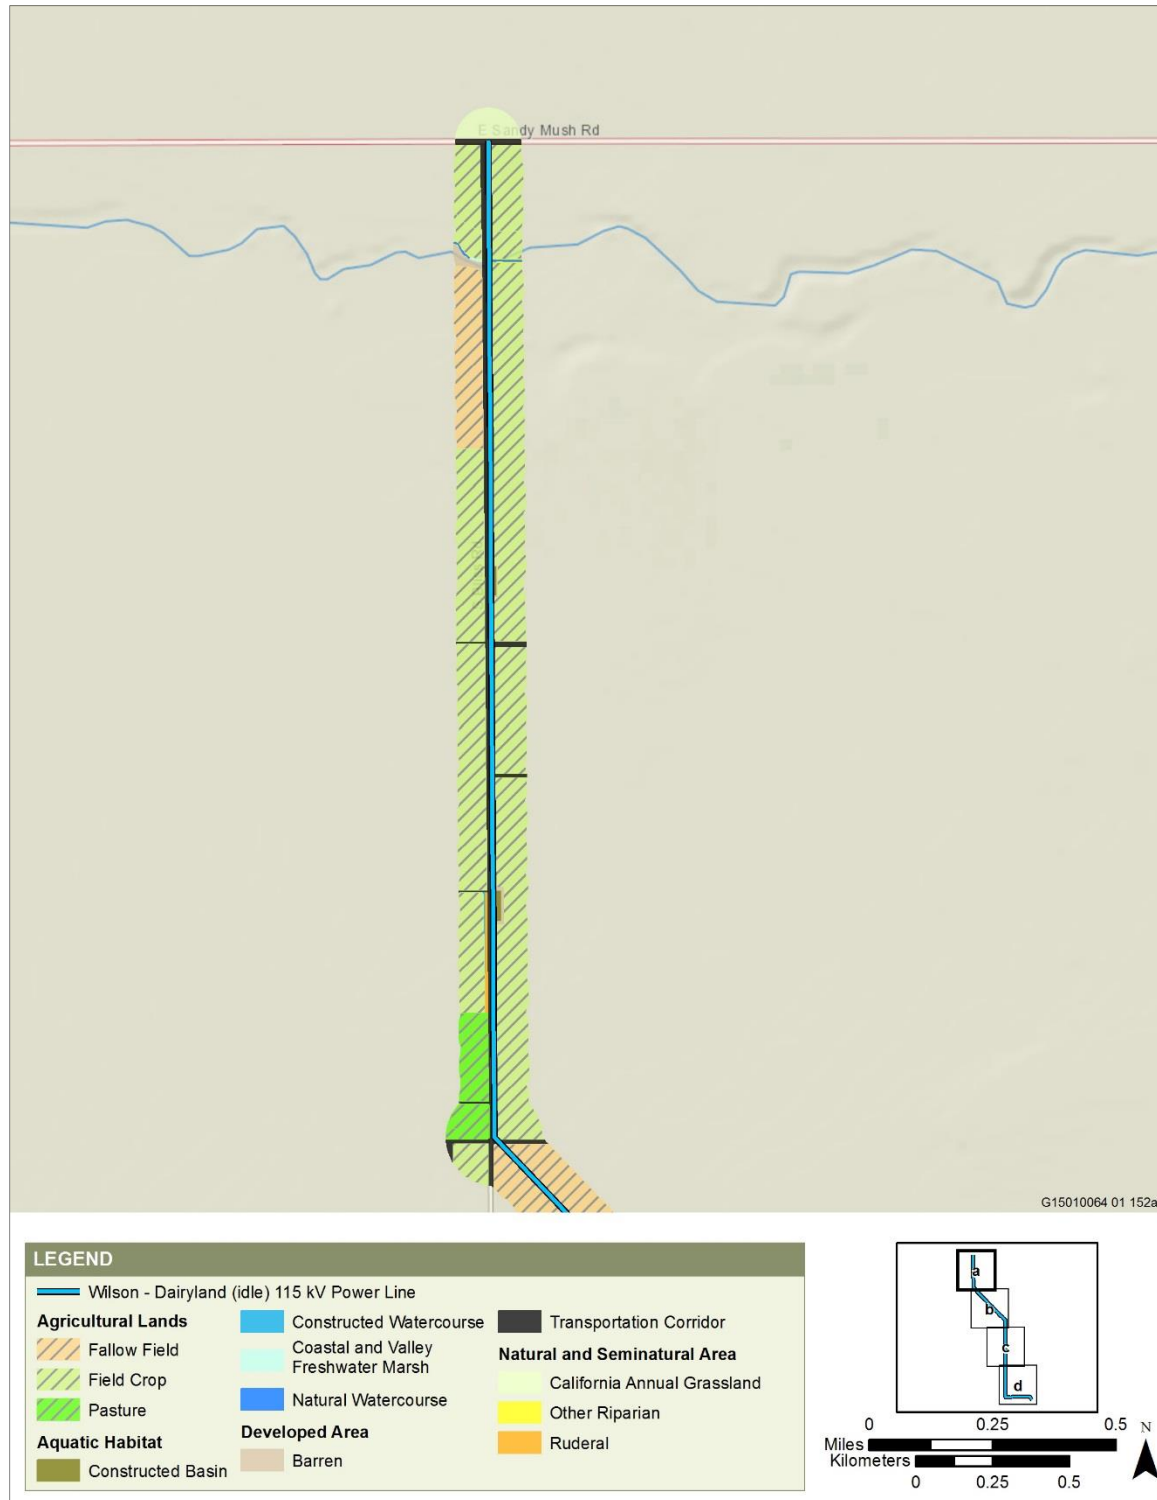 E Sandy Mush Rd
G15010064 01 152a
LEGEND
Wilson - Dairyland (idle) 115 kV Power Line
Agricultural Lands
Fallow Field
Field Crop
Pasture
Aquatic Habitat
Constructed Basin
Constructed Watercourse
Coastal and Valley
Freshwater Marsh
Natural Watercourse
Developed Area
Barren
Transportation Corridor
Natural and Seminatural Area
California Annual Grassland
Other Riparian
Ruderal
a
b
c
d
0 0.25 0.5
Miles
Kilometers
0 0.25 0.5
N